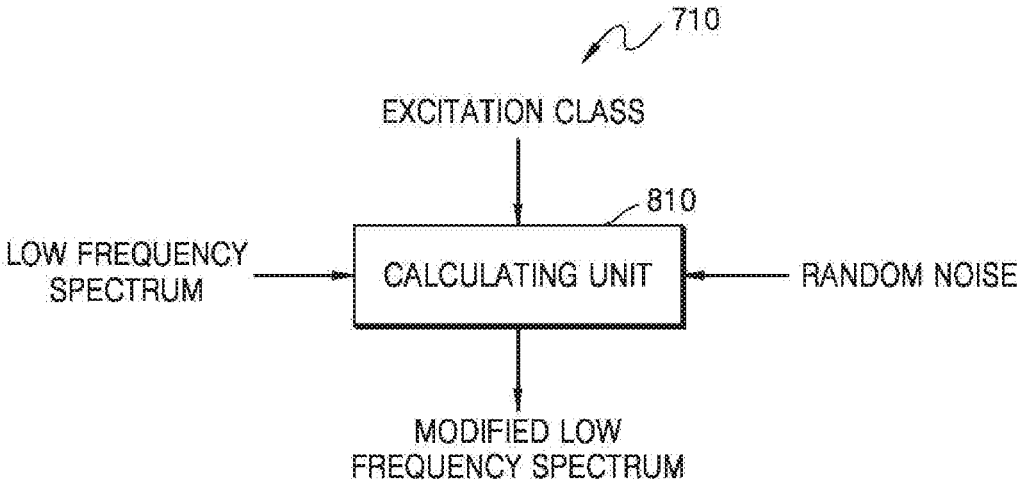 710
EXCITATION CLASS
810
LOW FREQUENCY
SPECTRUM
CALCULATING UNIT
RANDOM NOISE
MODIFIED LOW
FREQUENCY SPECTRUM